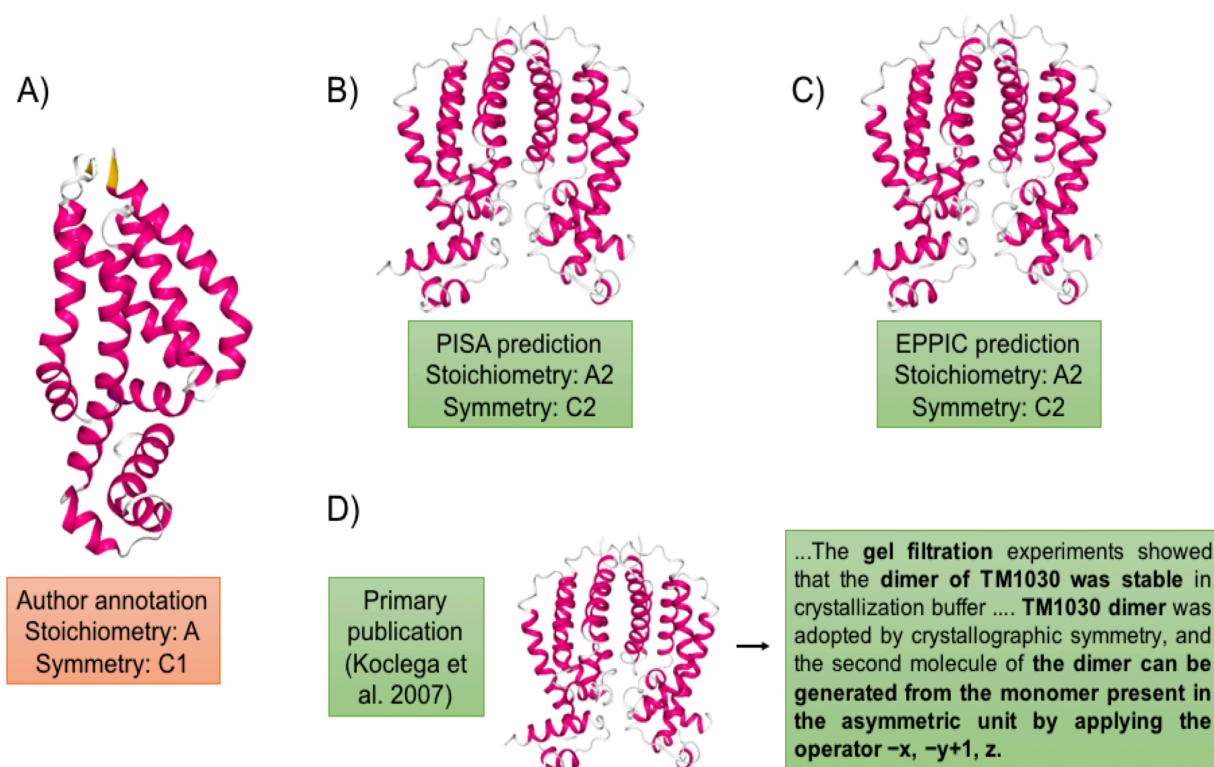 A)
B)
C)
PISA prediction
Stoichiometry: A2
Symmetry: C2
EPPIC prediction
Stoichiometry: A2
Symmetry: C2
Author annotation
Stoichiometry: A
Symmetry: C1
D)
Primary
publication
(Koclega et
al. 2007)
...The gel filtration experiments showed
that the dimer of TM1030 was stable in
crystallization buffer .... TM1030 dimer was
adopted by crystallographic symmetry, and
the second molecule of the dimer can be
generated from the monomer present in
the asymmetric unit by applying the
operator −x, −y+1, z.